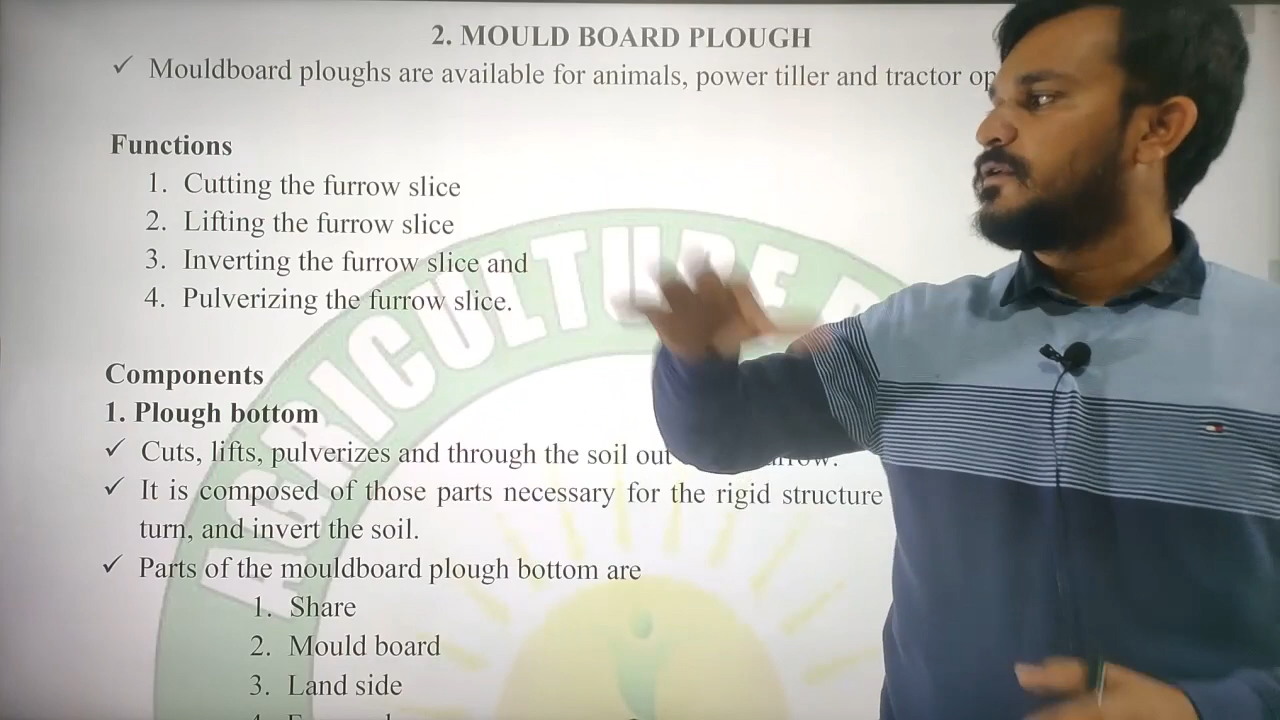 2. MOULD BOARD PLOUGH
✓ Mouldboard ploughs are available for animals, power tiller and tractor
Functions
1. Cutting the furrow slice
2. Lifting the furrow slice
3. Inverting the furrow slice and
4. Pulverizing the furrow slice.
Components
1. Plough bottom
✓ Cuts, lifts, pulverizes and through the soil out
✓ It is composed of those parts necessary for the rigid structure
turn, and invert the soil.
✓ Parts of the mouldboard plough bottom are
1. Share
2. Mould board
3. Land side
AGRICULTURE